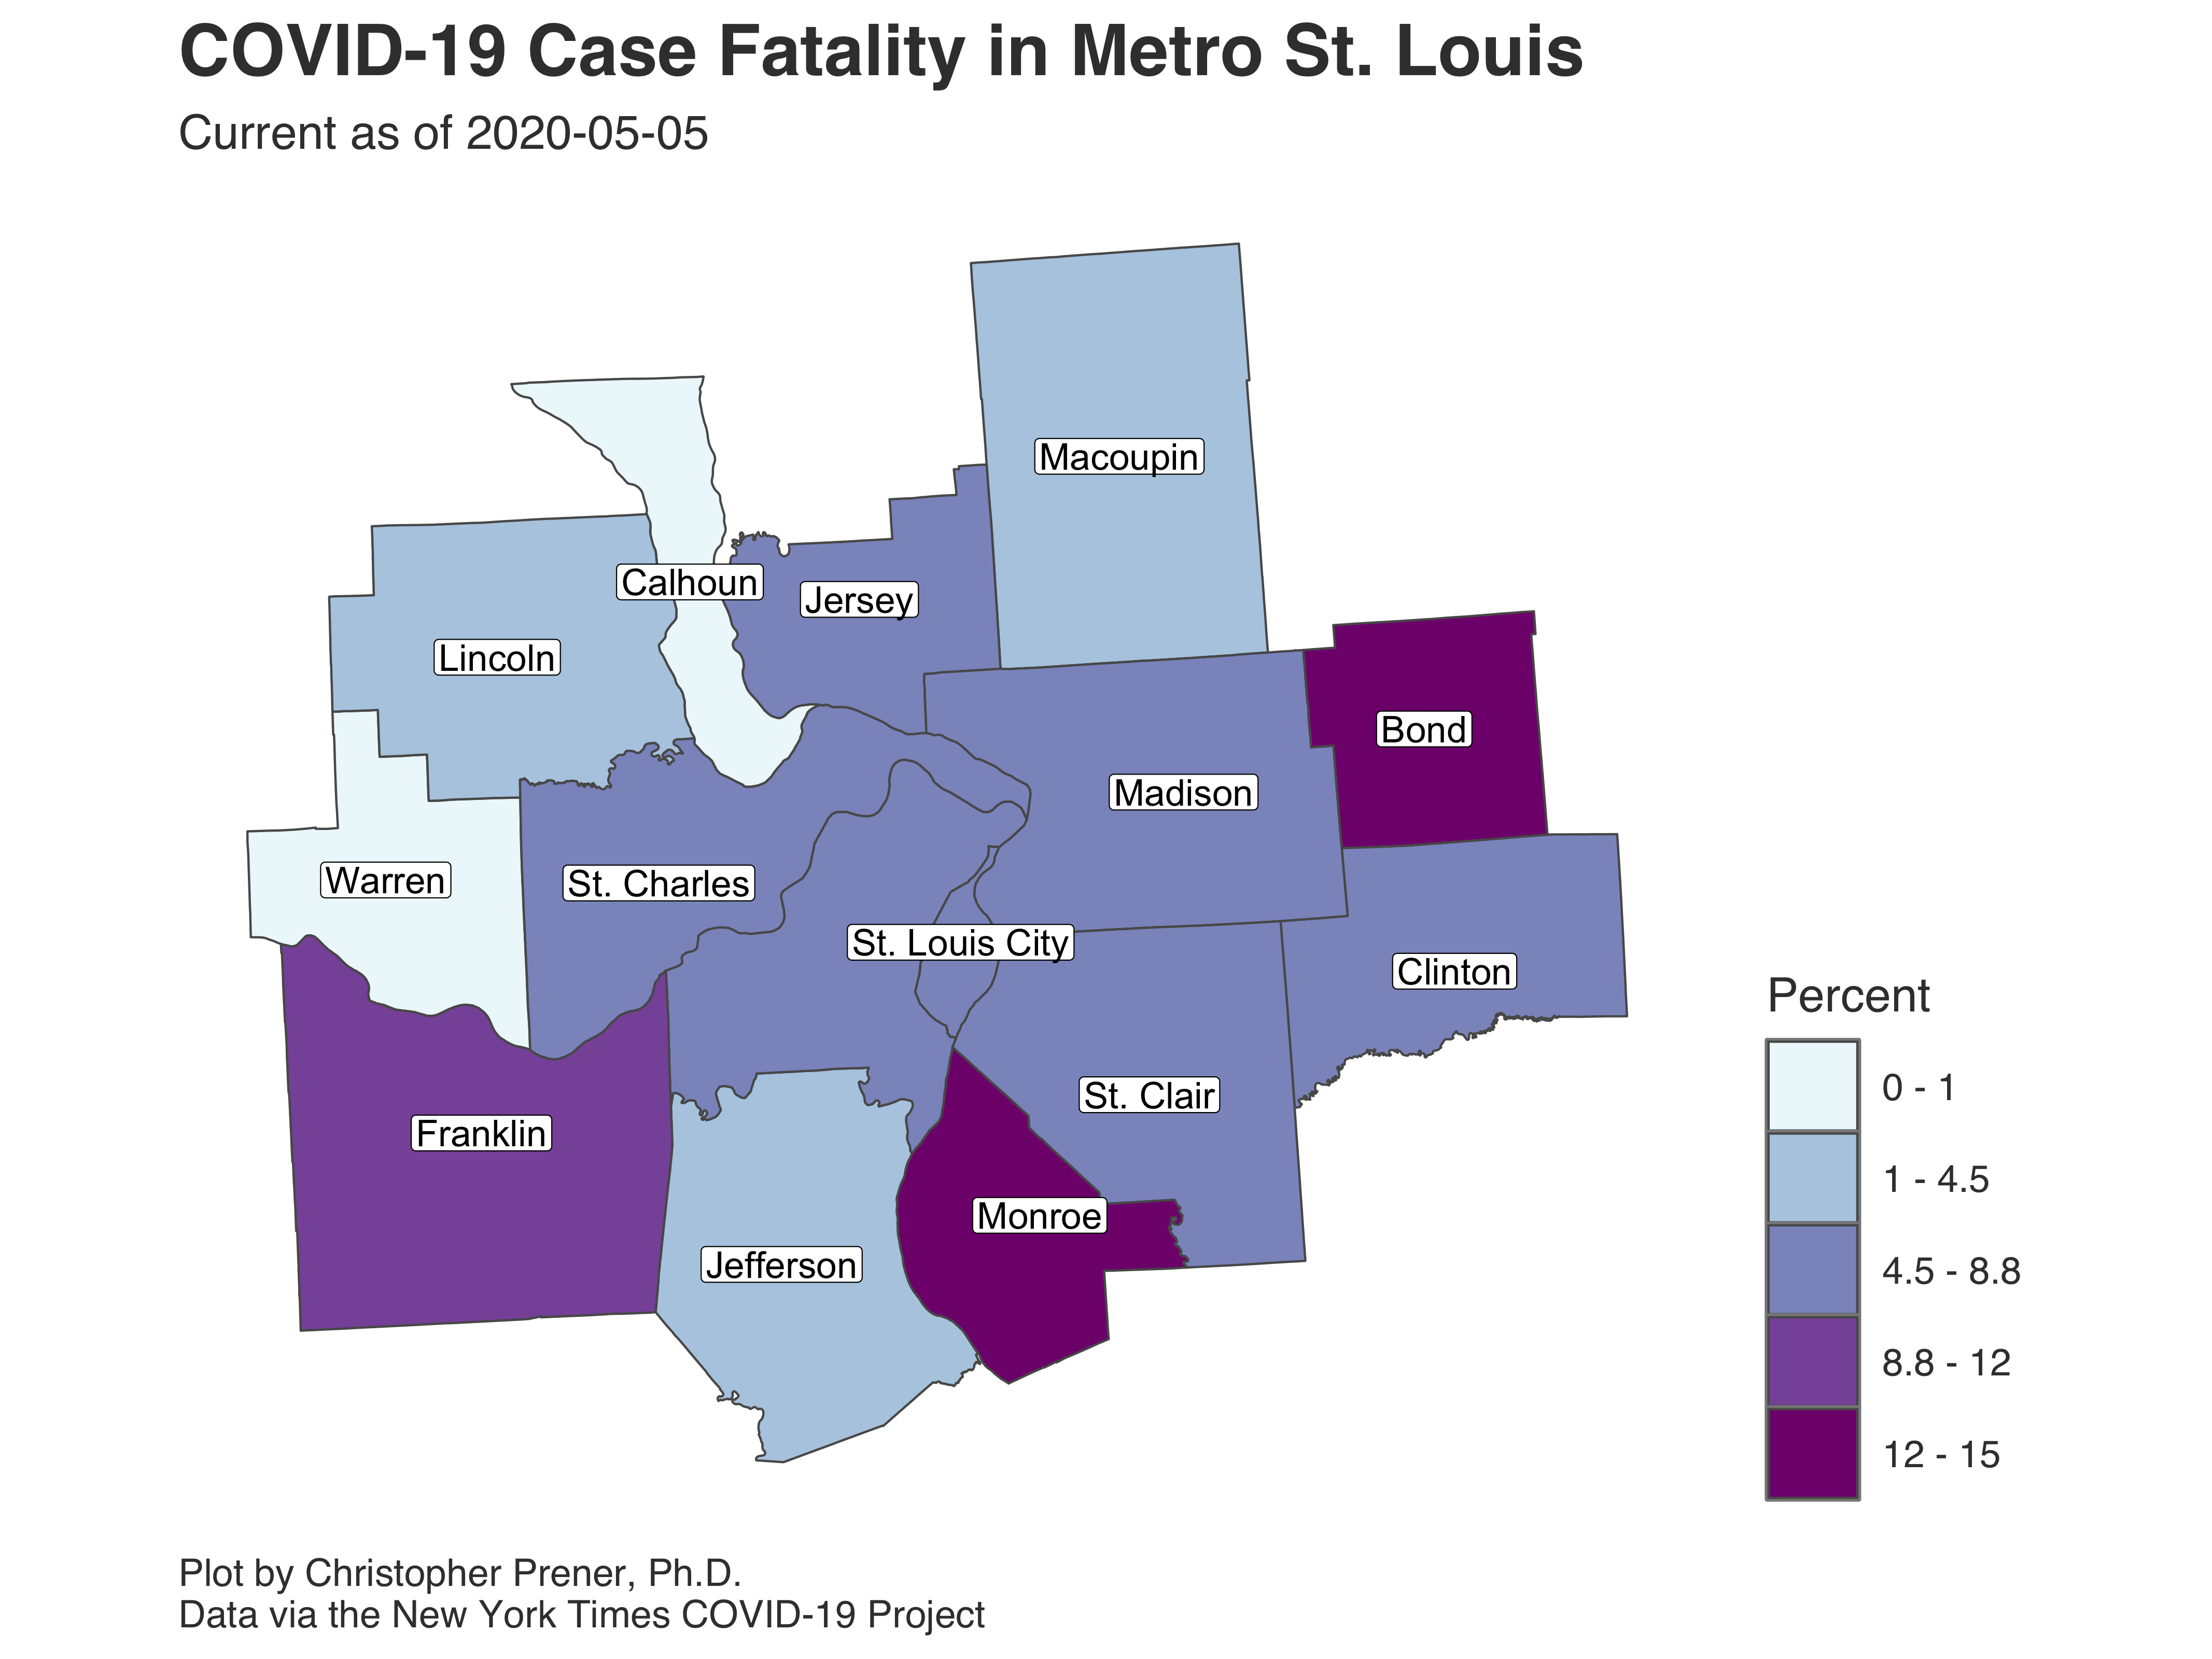 COVID-19 Case Fatality in Metro St. Louis
Current as of 2020-05-05
Macoupin
Calhoun
Jersey
Lincoln
Bond
Madison
Warren
St. Charles
St. Louis City
Clinton
St. Clair
Franklin
Monroe
Jefferson
Percent
0 - 1
1 - 4.5
4.5 - 8.8
8.8 - 12
12 - 15
Plot by Christopher Prener, Ph.D.
Data via the New York Times COVID-19 Project